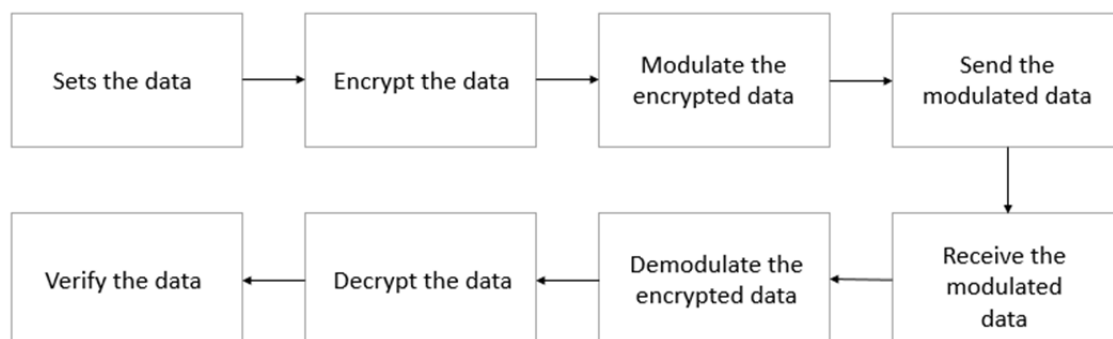 Sets the data
Encrypt the data
Modulate the
encrypted data
Send the
modulated data
Receive the
modulated
data
Demodulate the
encrypted data
Decrypt the data
Verify the data